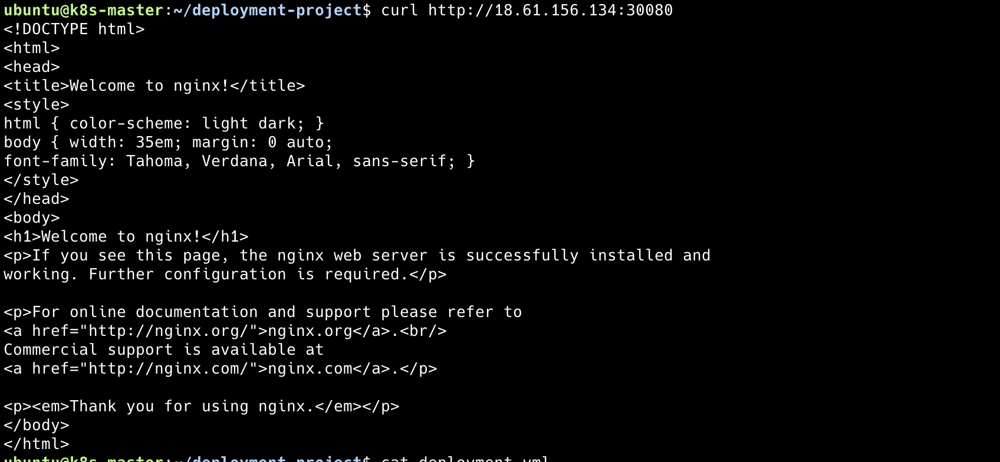 ubuntu@k8s-master:~/deployment-project$ curl http://18.61.156.134:30080
<!DOCTYPE html>
<html>
<head>
<title>Welcome to nginx!</title>
<style>
html { color-scheme: light dark; }
body { width: 35em; margin: 0 auto;
font-family: Tahoma, Verdana, Arial, sans-serif; }
</style>
</head>
<body>
<h1>Welcome to nginx!</h1>
<p>If you see this page, the nginx web server is successfully installed and
working. Further configuration is required.</p>

<p>For online documentation and support please refer to
<a href="http://nginx.org/">nginx.org</a>.<br/>
Commercial support is available at
<a href="http://nginx.com/">nginx.com</a>.</p>

<p><em>Thank you for using nginx.</em></p>
</body>
</html>
ubuntu@k8s-master:~/deployment-project$ cat deployment.yml